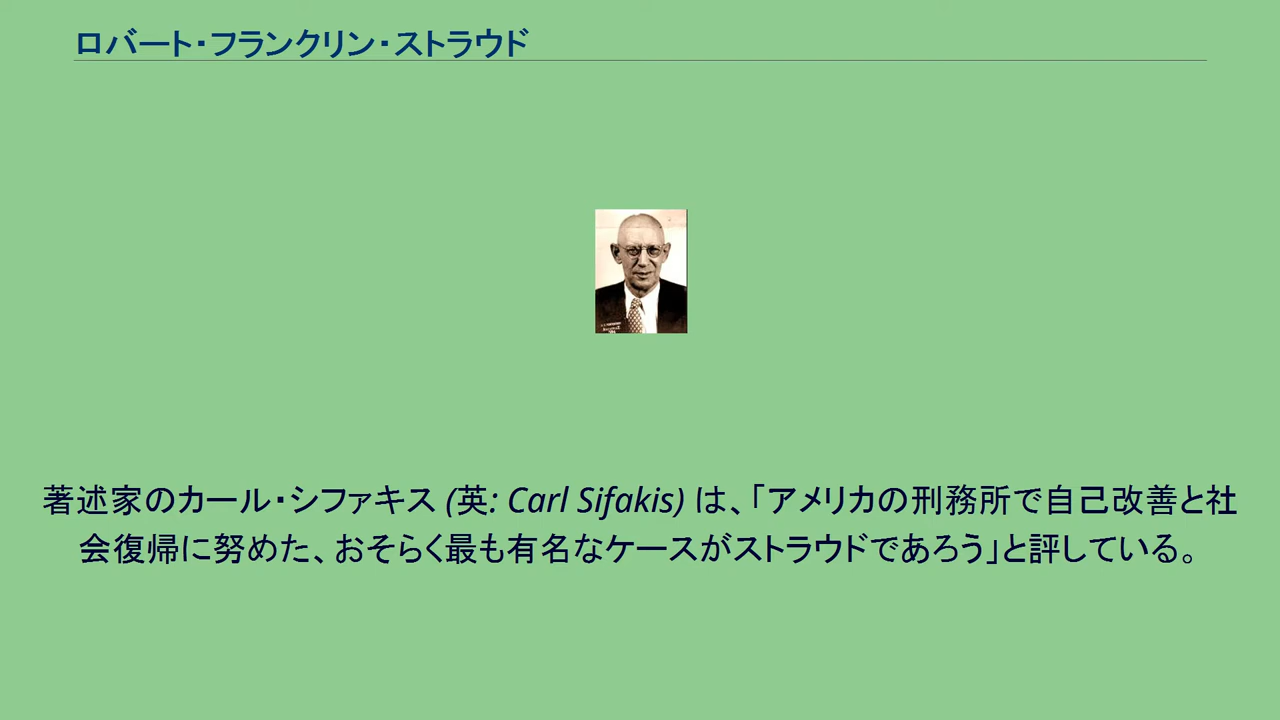 ロバート・フランクリン・ストラウド
著述家のカール・シファキス (英: Carl Sifakis) は、「アメリカの刑務所で自己改善と社
会復帰に努めた、おそらく最も有名なケースがストラウドであろう」と評している。